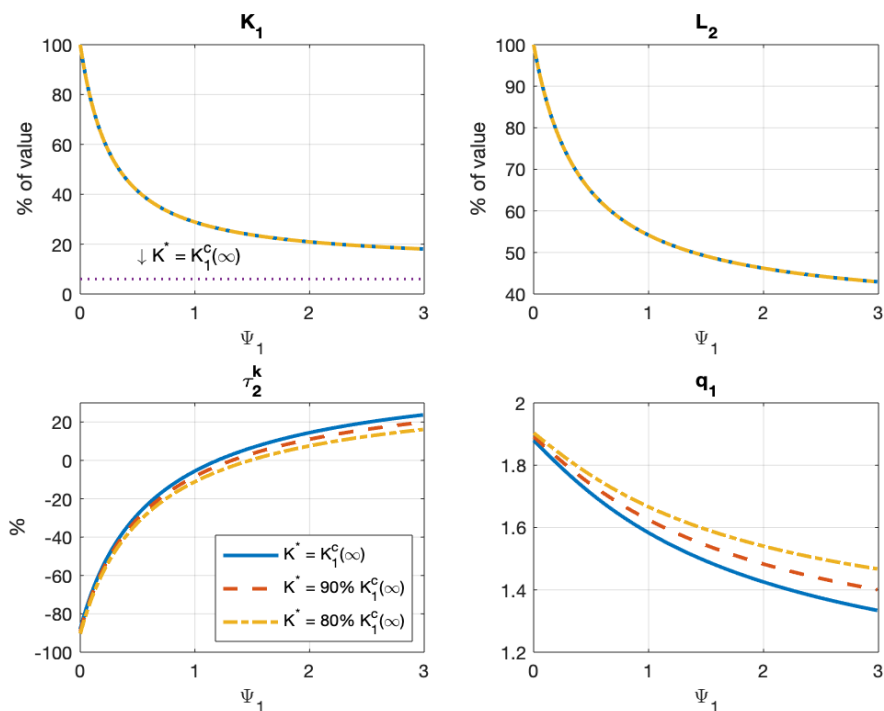 K₁
% of value
100
80
60
40
20
0
↓ K* = K₁ᶜ(∞)
0 1 2 3
Ψ₁
L₂
% of value
100
90
80
70
60
50
40
0 1 2 3
Ψ₁
τ₂ᵏ
%
20
0
-20
-40
-60
-80
-100
K* = K₁ᶜ(∞)
K* = 90% K₁ᶜ(∞)
K* = 80% K₁ᶜ(∞)
0 1 2 3
Ψ₁
q₁
2
1.8
1.6
1.4
1.2
0 1 2 3
Ψ₁